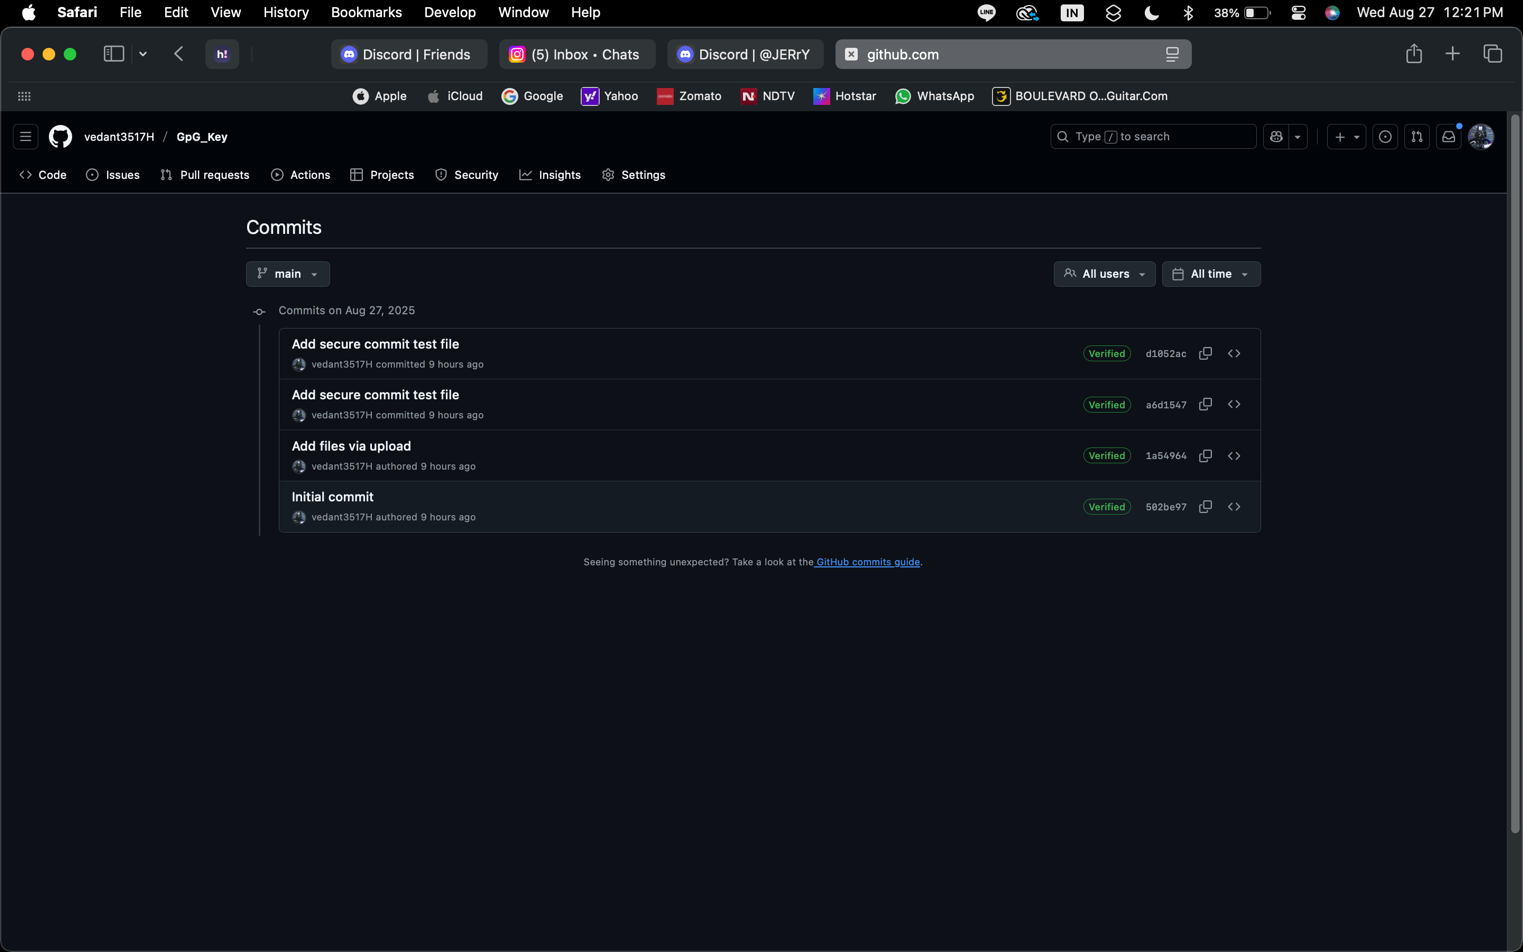 Safari File Edit View History Bookmarks Develop Window Help LINE IN 38% Wed Aug 27 12:21 PM
h! Discord | Friends (5) Inbox • Chats Discord | @JERrY github.com
Apple iCloud Google y! Yahoo zomato Zomato N NDTV Hotstar WhatsApp BOULEVARD O...Guitar.Com
vedant3517H / GpG_Key Type / to search
Code Issues Pull requests Actions Projects Security Insights Settings
Commits
main All users All time
Commits on Aug 27, 2025
Add secure commit test file
vedant3517H committed 9 hours ago Verified d1052ac
Add secure commit test file
vedant3517H committed 9 hours ago Verified a6d1547
Add files via upload
vedant3517H authored 9 hours ago Verified 1a54964
Initial commit
vedant3517H authored 9 hours ago Verified 502be97
Seeing something unexpected? Take a look at the GitHub commits guide.